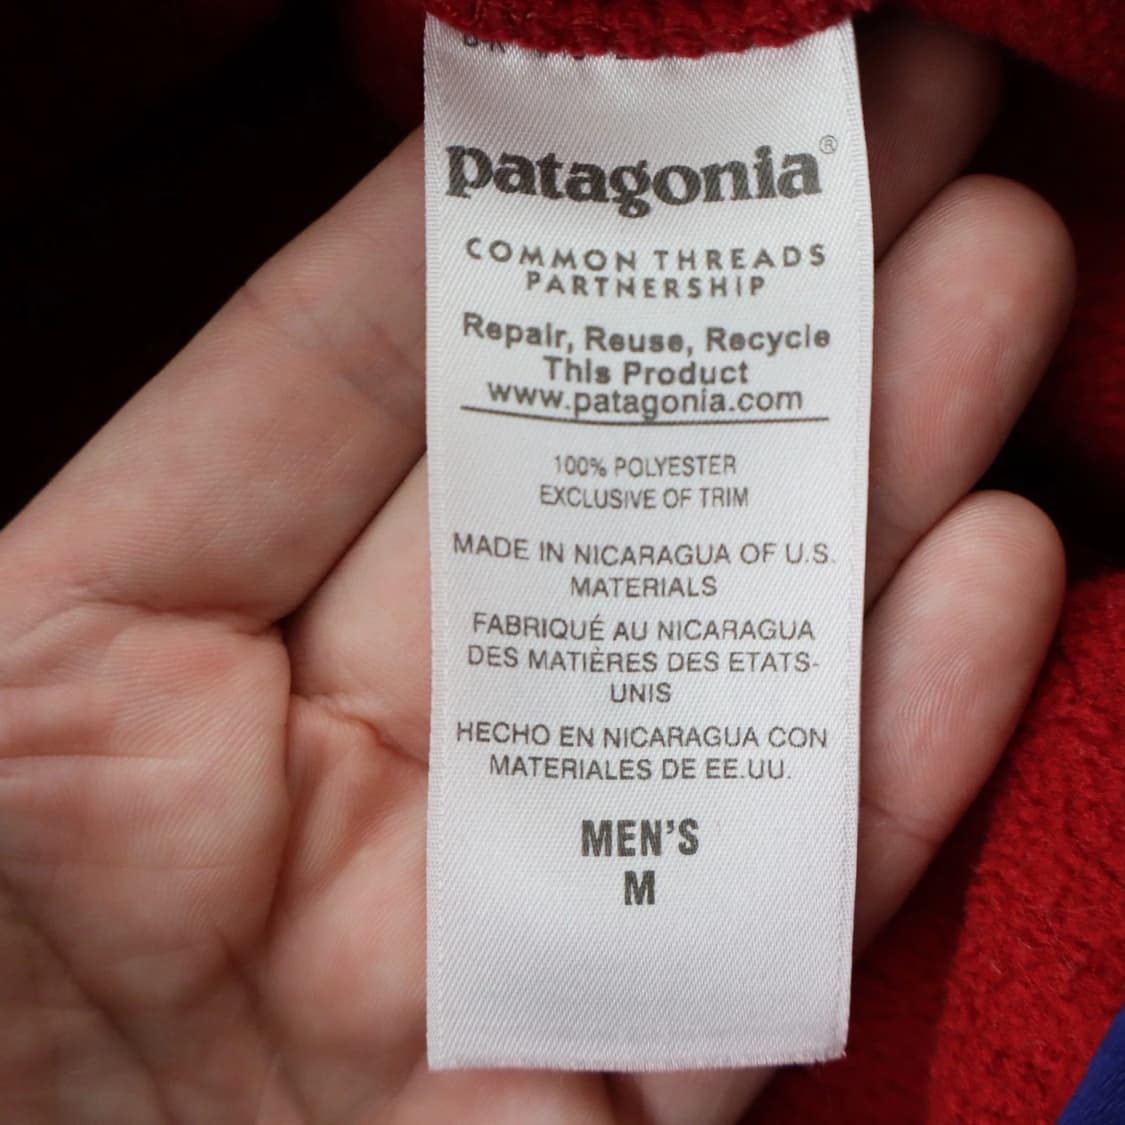 patagonia®
COMMON THREADS
PARTNERSHIP
Repair, Reuse, Recycle
This Product
www.patagonia.com
100% POLYESTER
EXCLUSIVE OF TRIM
MADE IN NICARAGUA OF U.S.
MATERIALS
FABRIQUÉ AU NICARAGUA
DES MATIÈRES DES ETATS-
UNIS
HECHO EN NICARAGUA CON
MATERIALES DE EE.UU.
MEN'S
M